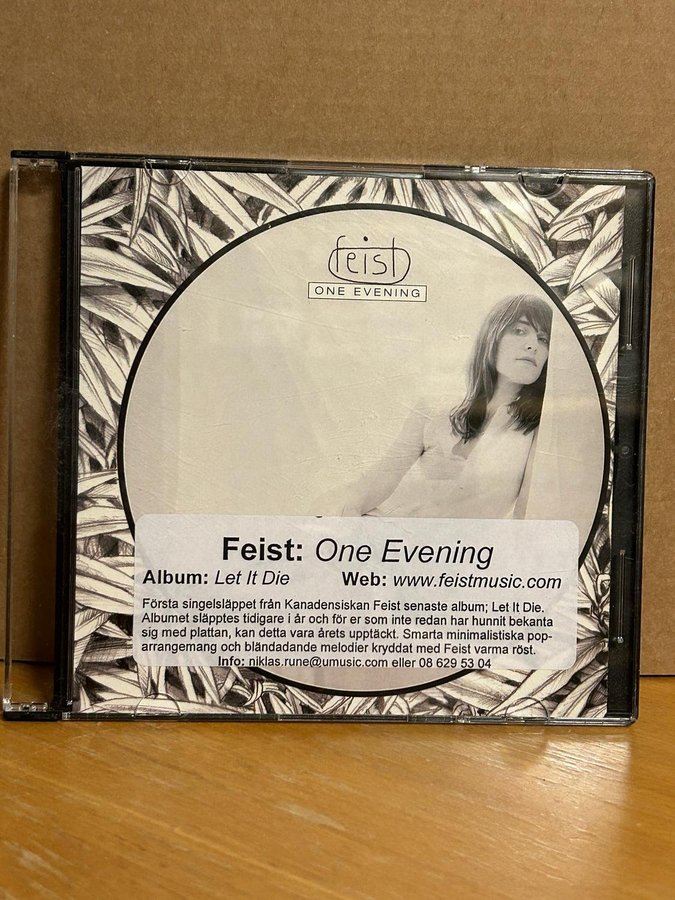 feist
ONE EVENING
Feist: One Evening
Album: Let It Die Web: www.feistmusic.com
Första singelsläppet från Kanadensiskan Feist senaste album; Let It Die.
Albumet släpptes tidigare i år och för er som inte redan har hunnit bekanta
sig med plattan, kan detta vara årets upptäckt. Smarta minimalistiska pop-
arrangemang och bländadande melodier kryddat med Feist varma röst.
Info: niklas.rune@umusic.com eller 08 629 53 04